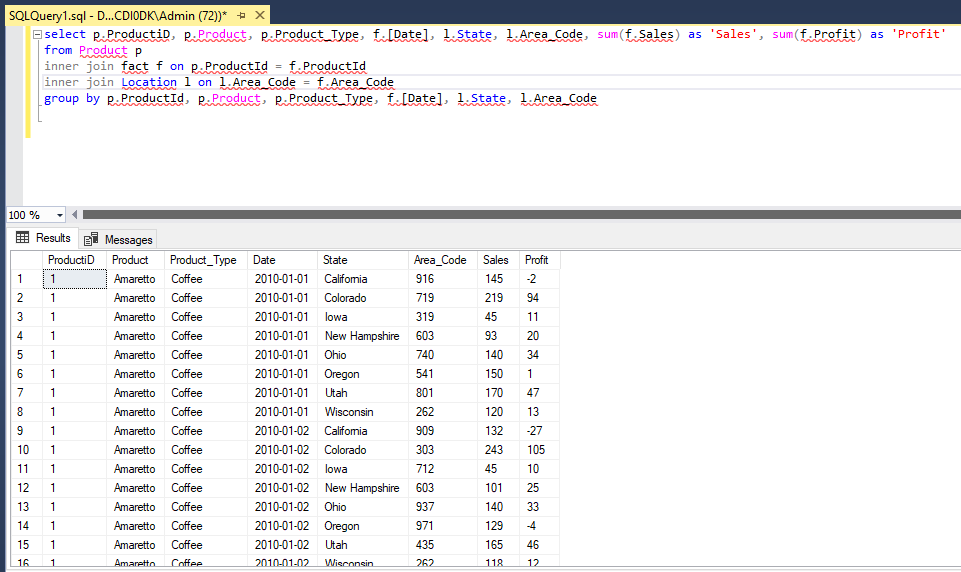 SQLQuery1.sql - D...CDI0DK\Admin (72))*
select p.ProductiD, p.Product, p.Product_Type, f.[Date], l.State, l.Area_Code, sum(f.Sales) as 'Sales', sum(f.Profit) as 'Profit'
from Product p
inner join fact f on p.ProductId = f.ProductId
inner join Location l on l.Area_Code = f.Area_Code
group by p.ProductId, p.Product, p.Product_Type, f.[Date], l.State, l.Area_Code
100 %
Results Messages
ProductiD Product Product_Type Date State Area_Code Sales Profit
1 1 Amaretto Coffee 2010-01-01 California 916 145 -2
2 1 Amaretto Coffee 2010-01-01 Colorado 719 219 94
3 1 Amaretto Coffee 2010-01-01 Iowa 319 45 11
4 1 Amaretto Coffee 2010-01-01 New Hampshire 603 93 20
5 1 Amaretto Coffee 2010-01-01 Ohio 740 140 34
6 1 Amaretto Coffee 2010-01-01 Oregon 541 150 1
7 1 Amaretto Coffee 2010-01-01 Utah 801 170 47
8 1 Amaretto Coffee 2010-01-01 Wisconsin 262 120 13
9 1 Amaretto Coffee 2010-01-02 California 909 132 -27
10 1 Amaretto Coffee 2010-01-02 Colorado 303 243 105
11 1 Amaretto Coffee 2010-01-02 Iowa 712 45 10
12 1 Amaretto Coffee 2010-01-02 New Hampshire 603 101 25
13 1 Amaretto Coffee 2010-01-02 Ohio 937 140 33
14 1 Amaretto Coffee 2010-01-02 Oregon 971 129 -4
15 1 Amaretto Coffee 2010-01-02 Utah 435 165 46
16 1 Amaretto Coffee 2010-01-02 Wisconsin 262 118 12